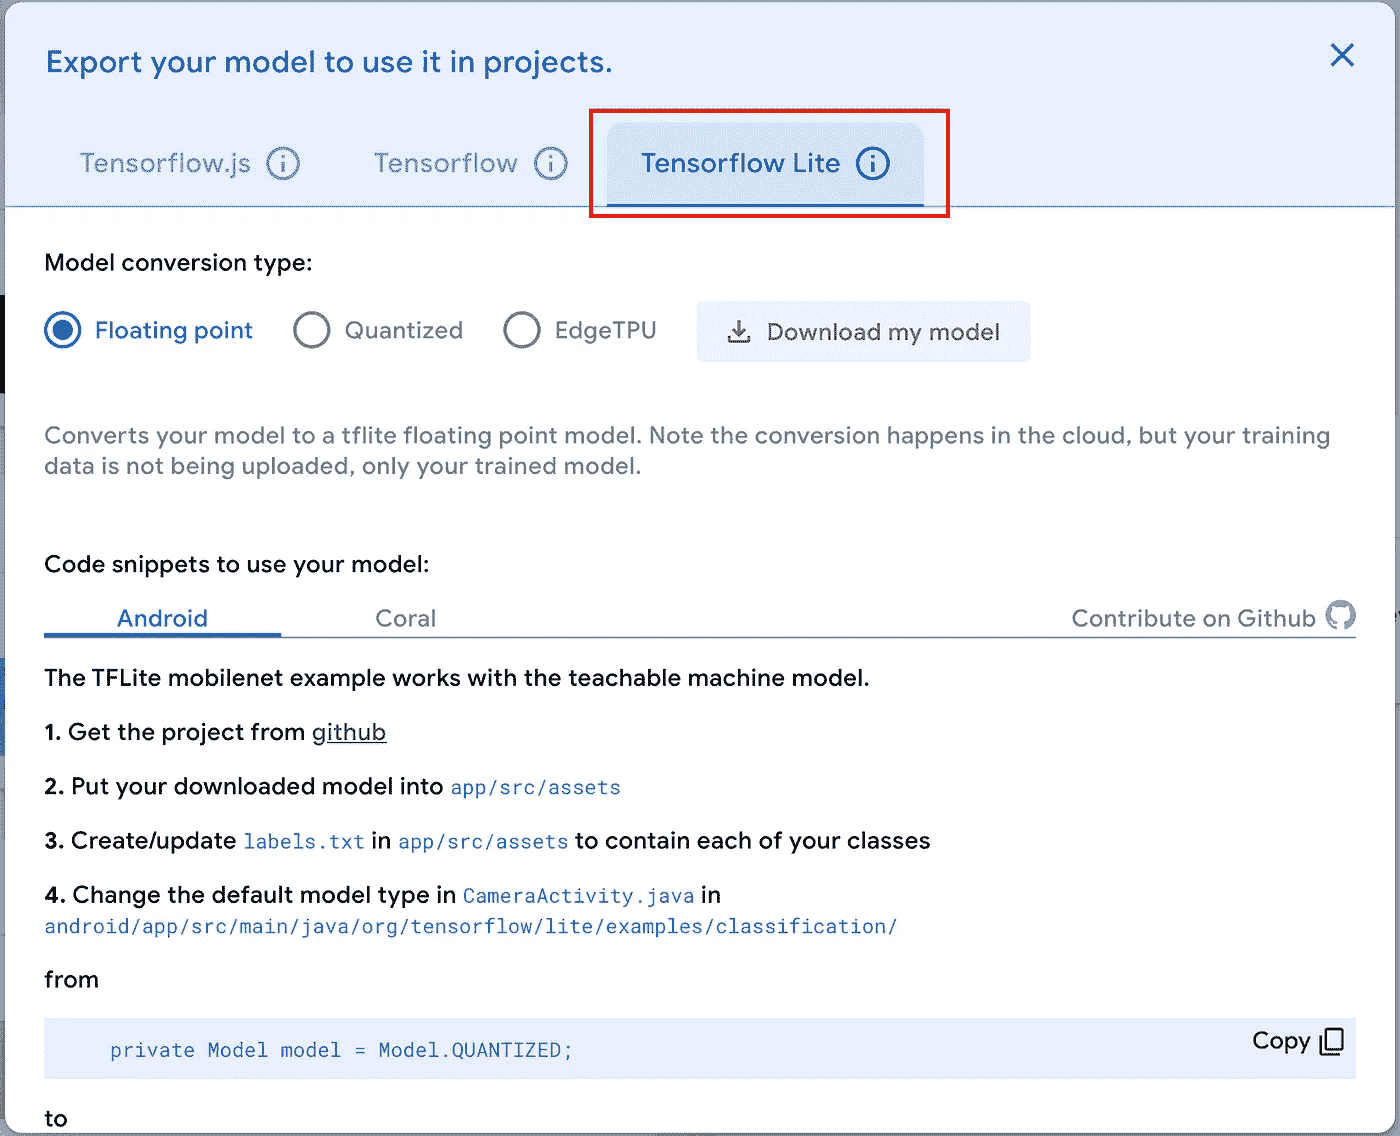 Export your model to use it in projects.
Tensorflow.js Tensorflow Tensorflow Lite
Model conversion type:
Floating point Quantized EdgeTPU Download my model
Converts your model to a tflite floating point model. Note the conversion happens in the cloud, but your training
data is not being uploaded, only your trained model.
Code snippets to use your model:
Android Coral Contribute on Github
The TFLite mobilenet example works with the teachable machine model.
1. Get the project from github
2. Put your downloaded model into app/src/assets
3. Create/update labels.txt in app/src/assets to contain each of your classes
4. Change the default model type in CameraActivity.java in
android/app/src/main/java/org/tensorflow/lite/examples/classification/
from
private Model model = Model.QUANTIZED; Copy
to